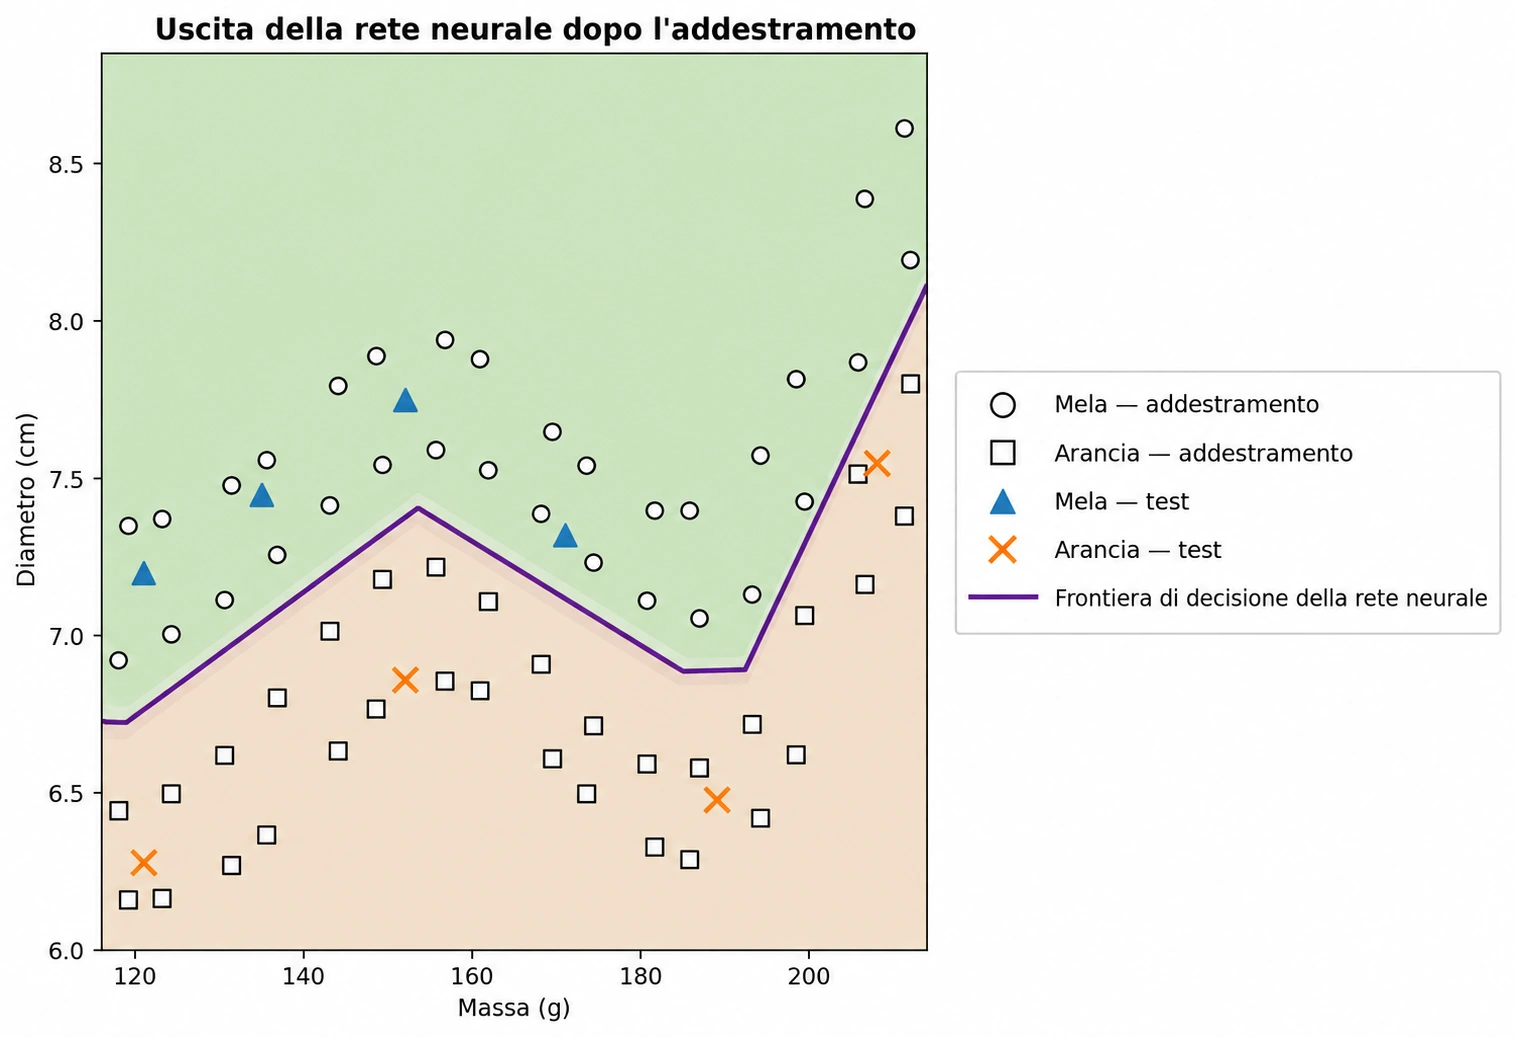 Uscita della rete neurale dopo l'addestramento
Diametro (cm)
8.5
8.0
7.5
7.0
6.5
6.0
120
140
160
180
200
Massa (g)
Mela — addestramento
Arancia — addestramento
Mela — test
Arancia — test
Frontiera di decisione della rete neurale